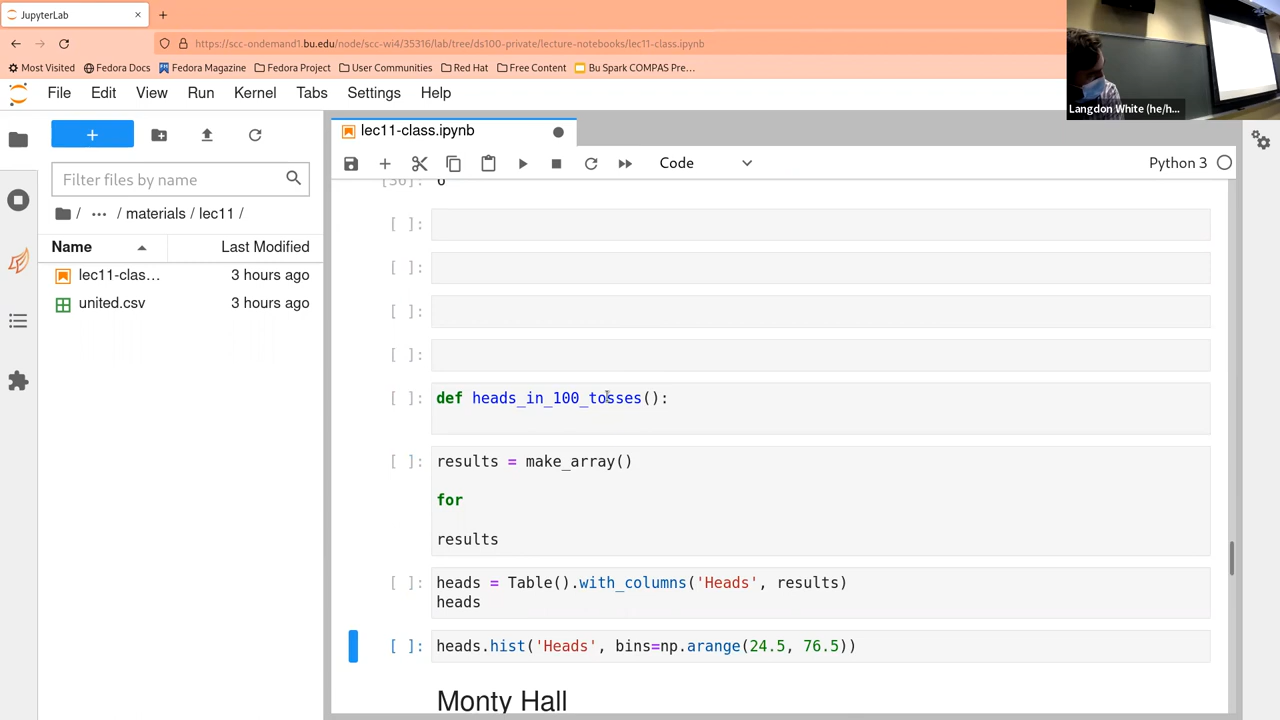 JupyterLab
https://scc-ondemand1.bu.edu/node/scc-wi4/35316/lab/tree/ds100-private/lecture-notebooks/lec11-class.ipynb
Most Visited Fedora Docs Fedora Magazine Fedora Project User Communities Red Hat Free Content Bu Spark COMPAS Pre…
Langdon White (he/h…
File Edit View Run Kernel Tabs Settings Help
lec11-class.ipynb
Code
Python 3
Filter files by name
/ … / materials / lec11 /
Name Last Modified
lec11-clas… 3 hours ago
united.csv 3 hours ago
[ ]:
[ ]:
[ ]:
[ ]:
[ ]: def heads_in_100_tosses():
[ ]: results = make_array()
for
results
[ ]: heads = Table().with_columns('Heads', results)
heads
[ ]: heads.hist('Heads', bins=np.arange(24.5, 76.5))
Monty Hall